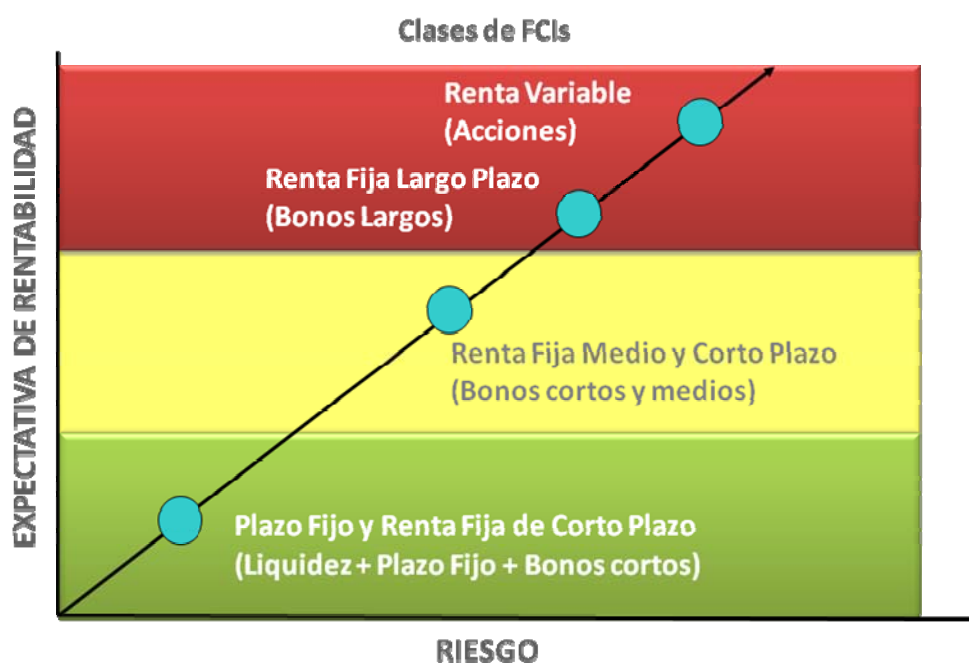 Clases de FCIs
EXPECTATIVA DE RENTABILIDAD
Renta Variable
(Acciones)
Renta Fija Largo Plazo
(Bonos Largos)
Renta Fija Medio y Corto Plazo
(Bonos cortos y medios)
Plazo Fijo y Renta Fija de Corto Plazo
(Liquidez + Plazo Fijo + Bonos cortos)
RIESGO